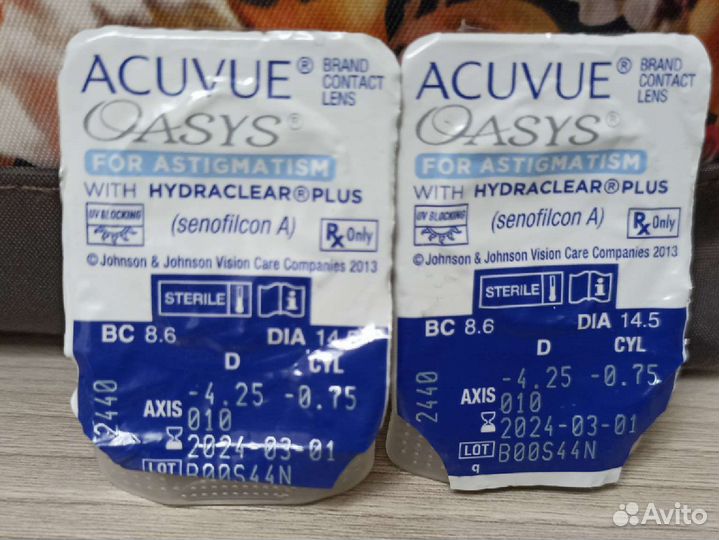 ACUVUE® BRAND CONTACT LENS
OASYS®
FOR ASTIGMATISM
WITH HYDRACLEAR®PLUS
UV BLOCKING
(senofilcon A)
Rx Only
©Johnson & Johnson Vision Care Companies 2013
STERILE
BC 8.6 DIA 14.5
D CYL
-4.25 -0.75
2440
AXIS
010
2024-03-01
LOT B00S44N
ACUVUE® BRAND CONTACT LENS
OASYS®
FOR ASTIGMATISM
WITH HYDRACLEAR®PLUS
UV BLOCKING
(senofilcon A)
Rx Only
©Johnson & Johnson Vision Care Companies 2013
STERILE
BC 8.6 DIA 14.5
D CYL
-4.25 -0.75
2440
AXIS
010
2024-03-01
LOT B00S44N
q
Avito